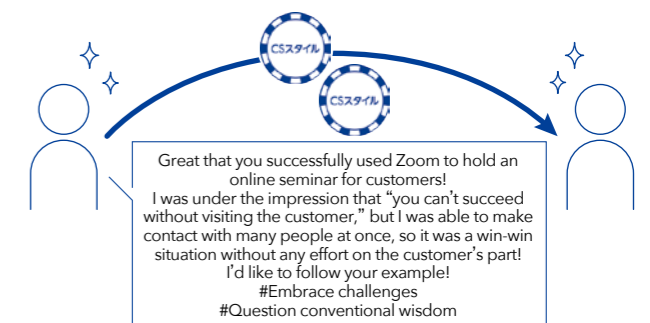 CSスタイル
CSスタイル
Great that you successfully used Zoom to hold an
online seminar for customers!
I was under the impression that “you can’t succeed
without visiting the customer,” but I was able to make
contact with many people at once, so it was a win-win
situation without any effort on the customer’s part!
I’d like to follow your example!
#Embrace challenges
#Question conventional wisdom